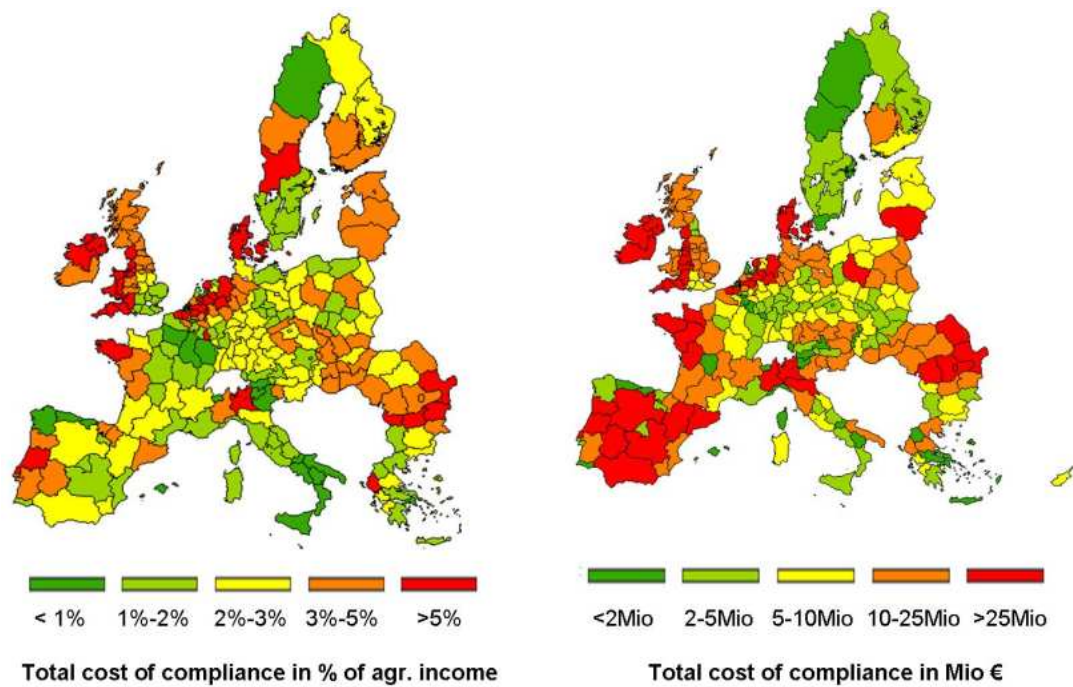 < 1% 1%-2% 2%-3% 3%-5% >5%
Total cost of compliance in % of agr. income
<2Mio 2-5Mio 5-10Mio 10-25Mio >25Mio
Total cost of compliance in Mio €